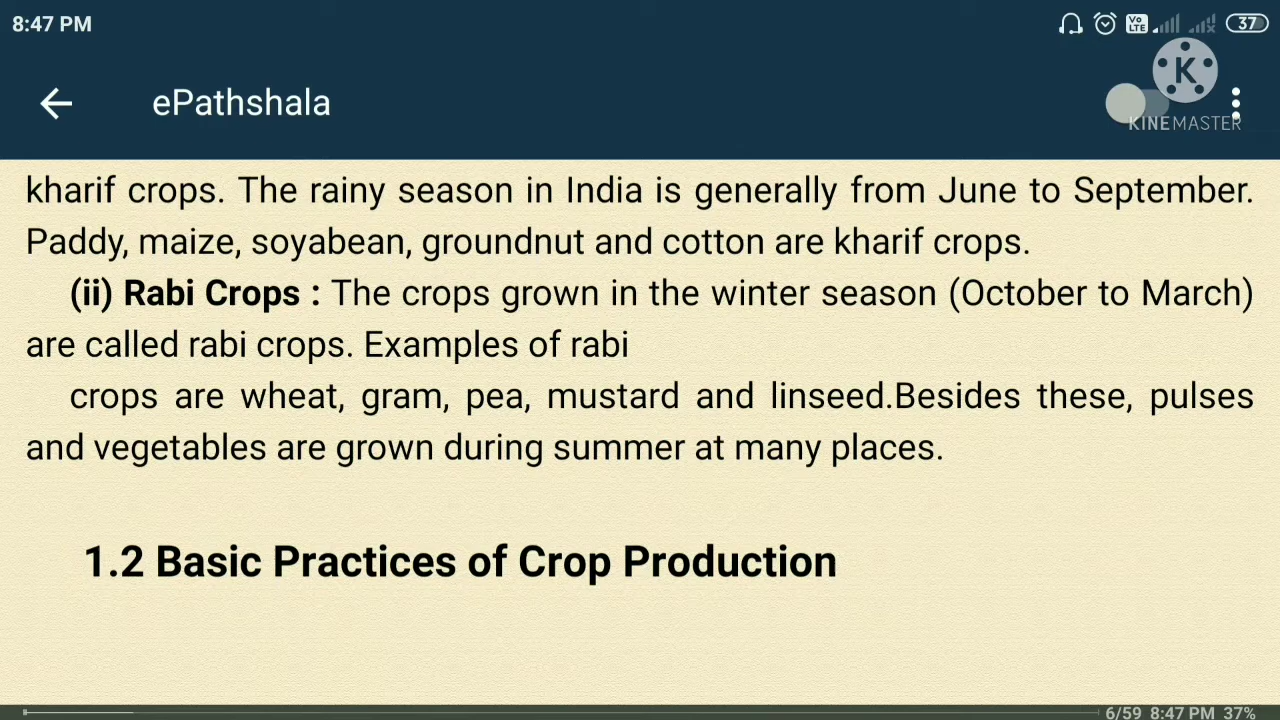 8:47 PM
Vo LTE
37
ePathshala
K
KINEMASTER
kharif crops. The rainy season in India is generally from June to September.
Paddy, maize, soyabean, groundnut and cotton are kharif crops.
(ii) Rabi Crops : The crops grown in the winter season (October to March)
are called rabi crops. Examples of rabi
crops are wheat, gram, pea, mustard and linseed.Besides these, pulses
and vegetables are grown during summer at many places.
1.2 Basic Practices of Crop Production
6/59 8:47 PM 37%